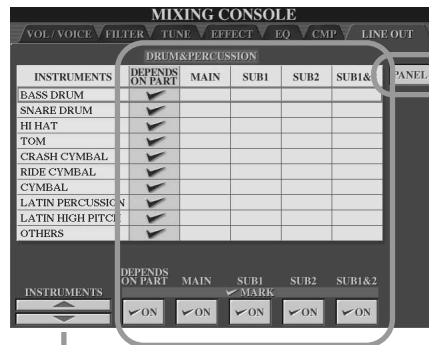 MIXING CONSOLE
VOL / VOICE FILTER TUNE EFFECT EQ CMP LINE OUT
DRUM&PERCUSSION
INSTRUMENTS DEPENDS ON PART MAIN SUB1 SUB2 SUB1& PANEL
BASS DRUM
SNARE DRUM
HI HAT
TOM
CRASH CYMBAL
RIDE CYMBAL
CYMBAL
LATIN PERCUSSION
LATIN HIGH PITCH
OTHERS
INSTRUMENTS DEPENDS ON PART MAIN SUB1 SUB2 SUB1&2
MARK
ON ON ON ON ON